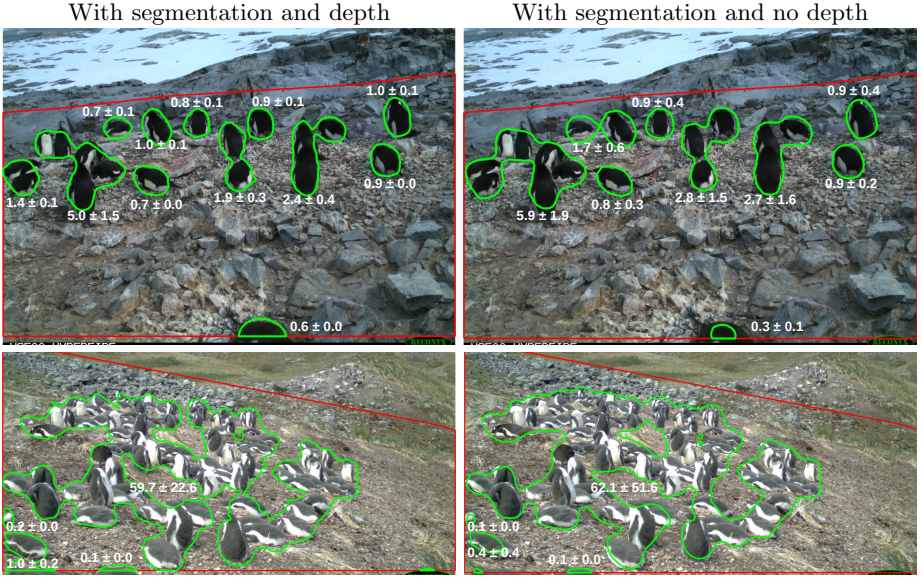 With segmentation and depth
With segmentation and no depth
1.0 ± 0.1
0.8 ± 0.1
0.9 ± 0.1
0.7 ± 0.1
1.0 ± 0.1
1.4 ± 0.1
5.0 ± 1.5
0.7 ± 0.0
1.9 ± 0.3
2.4 ± 0.4
0.9 ± 0.0
0.6 ± 0.0
RECONYX
0.9 ± 0.4
0.9 ± 0.4
1.7 ± 0.6
5.9 ± 1.9
0.8 ± 0.3
2.8 ± 1.5
2.7 ± 1.6
0.9 ± 0.2
0.3 ± 0.1
RECONYX
59.7 ± 22.6
0.2 ± 0.0
1.0 ± 0.2
0.1 ± 0.0
62.1 ± 51.6
0.1 ± 0.0
0.4 ± 0.4
0.1 ± 0.0